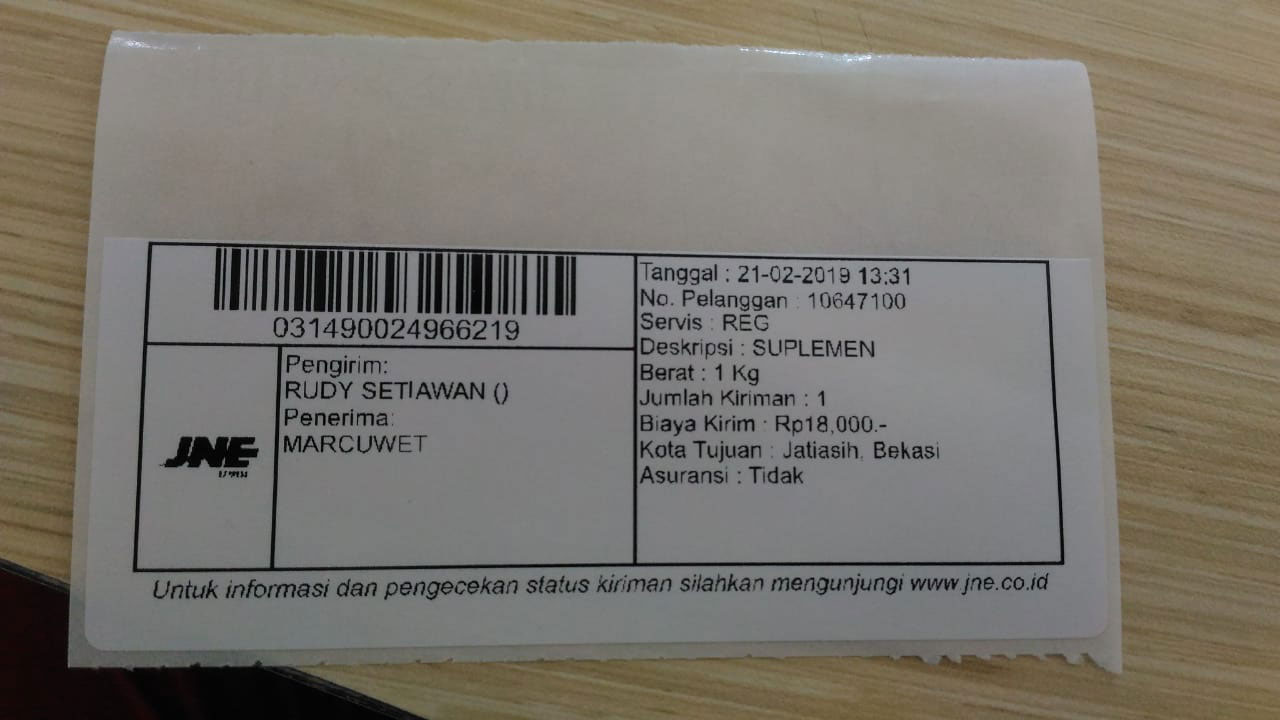 031490024966219
JNE
EXPRESS
Pengirim:
RUDY SETIAWAN ()
Penerima:
MARCUWET
Tanggal : 21-02-2019 13:31
No. Pelanggan : 10647100
Servis : REG
Deskripsi : SUPLEMEN
Berat : 1 Kg
Jumlah Kiriman : 1
Biaya Kirim : Rp18,000.-
Kota Tujuan : Jatiasih, Bekasi
Asuransi : Tidak
Untuk informasi dan pengecekan status kiriman silahkan mengunjungi www.jne.co.id